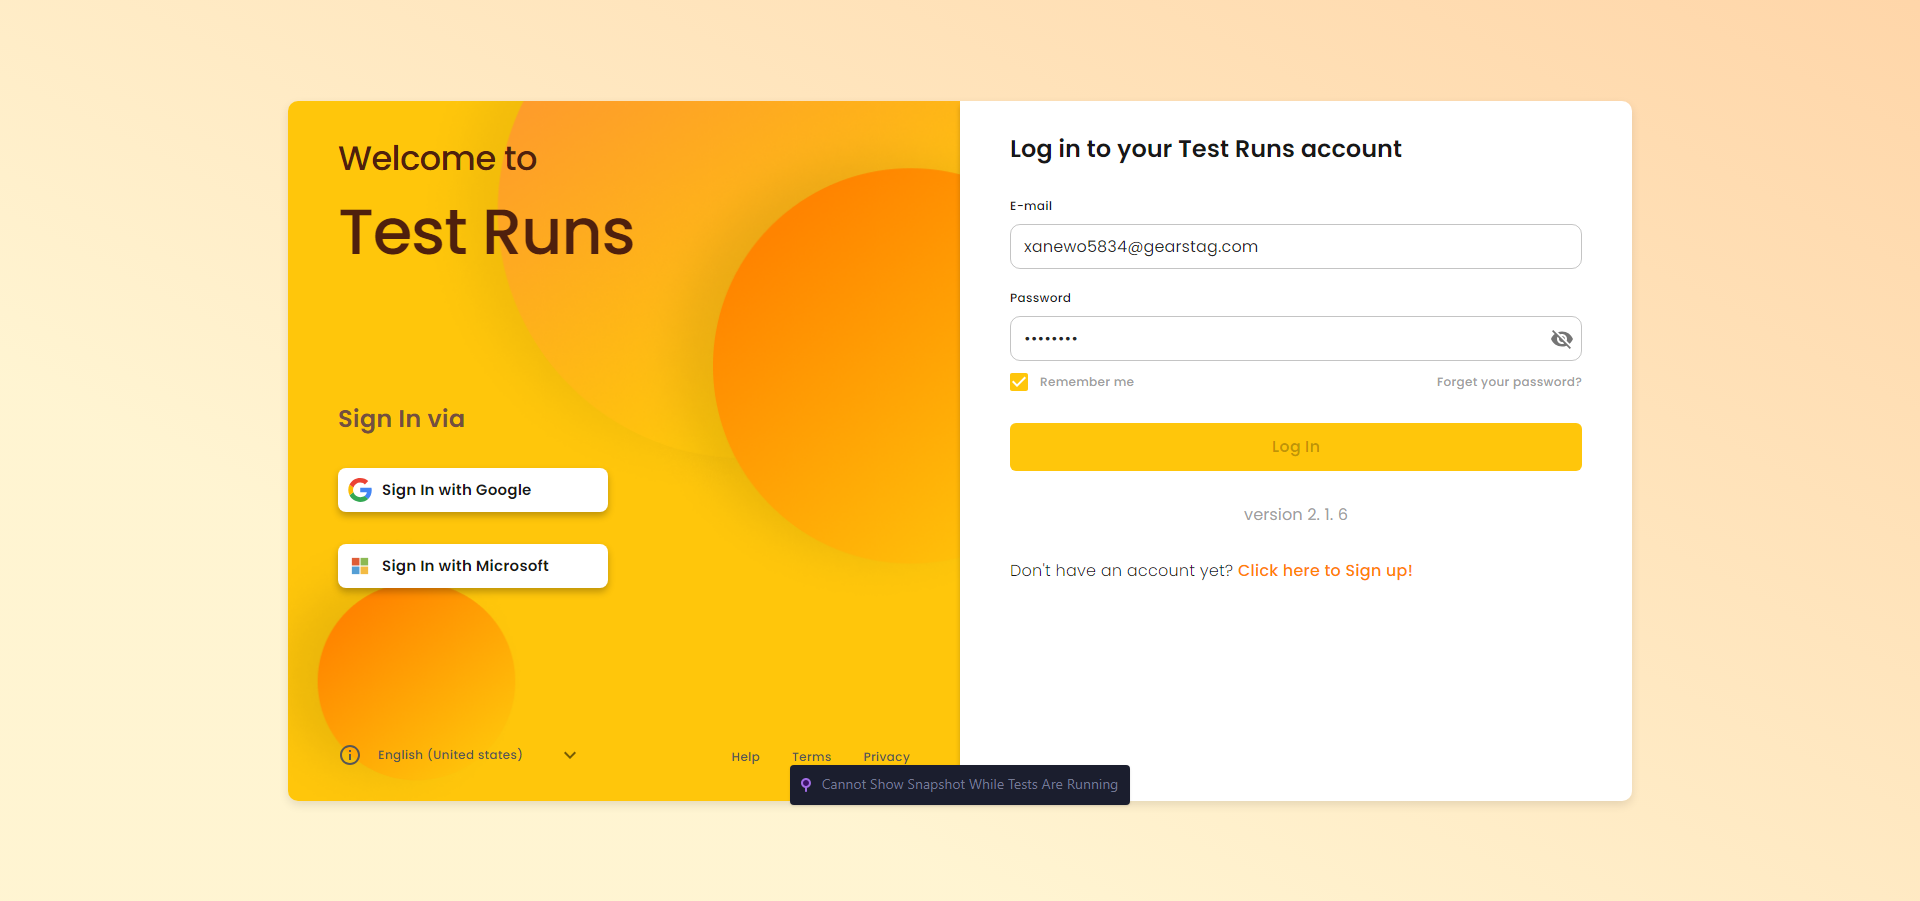 Welcome to
Test Runs
Sign In via
Sign In with Google
Sign In with Microsoft
English (United states)
Help Terms Privacy
Log in to your Test Runs account
E-mail
xanewo5834@gearstag.com
Password
••••••••
Remember me
Forget your password?
Log In
version 2. 1. 6
Don't have an account yet? Click here to Sign up!
Cannot Show Snapshot While Tests Are Running